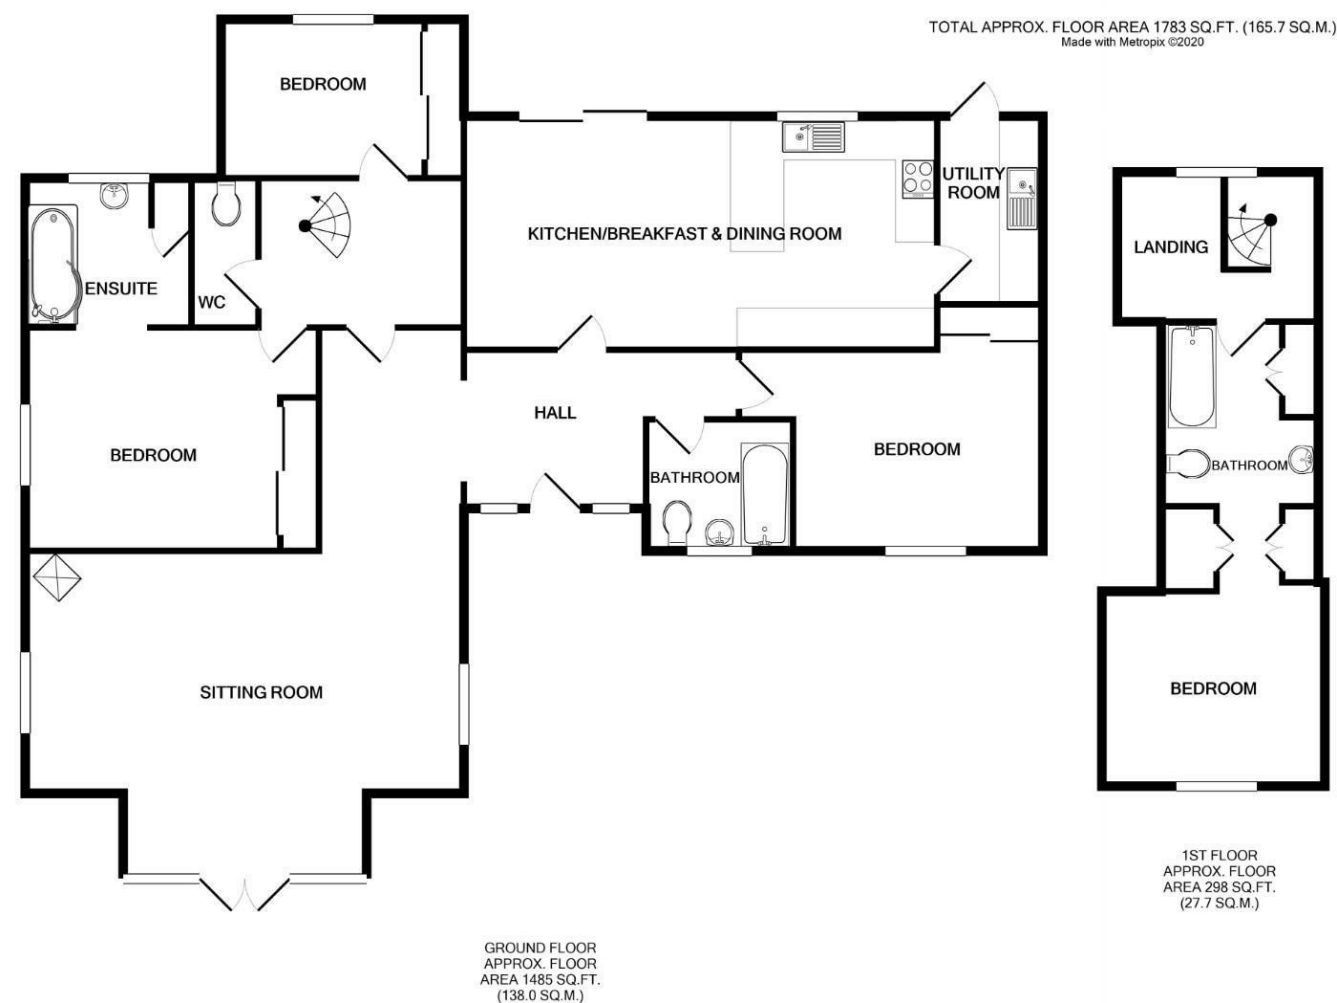 TOTAL APPROX. FLOOR AREA 1783 SQ.FT. (165.7 SQ.M.)
Made with Metropix ©2020
BEDROOM
UTILITY
ROOM
KITCHEN/BREAKFAST & DINING ROOM
LANDING
ENSUITE
WC
HALL
BEDROOM
BEDROOM
BATHROOM
BATHROOM
SITTING ROOM
BEDROOM
1ST FLOOR
APPROX. FLOOR
AREA 298 SQ.FT.
(27.7 SQ.M.)
GROUND FLOOR
APPROX. FLOOR
AREA 1485 SQ.FT.
(138.0 SQ.M.)